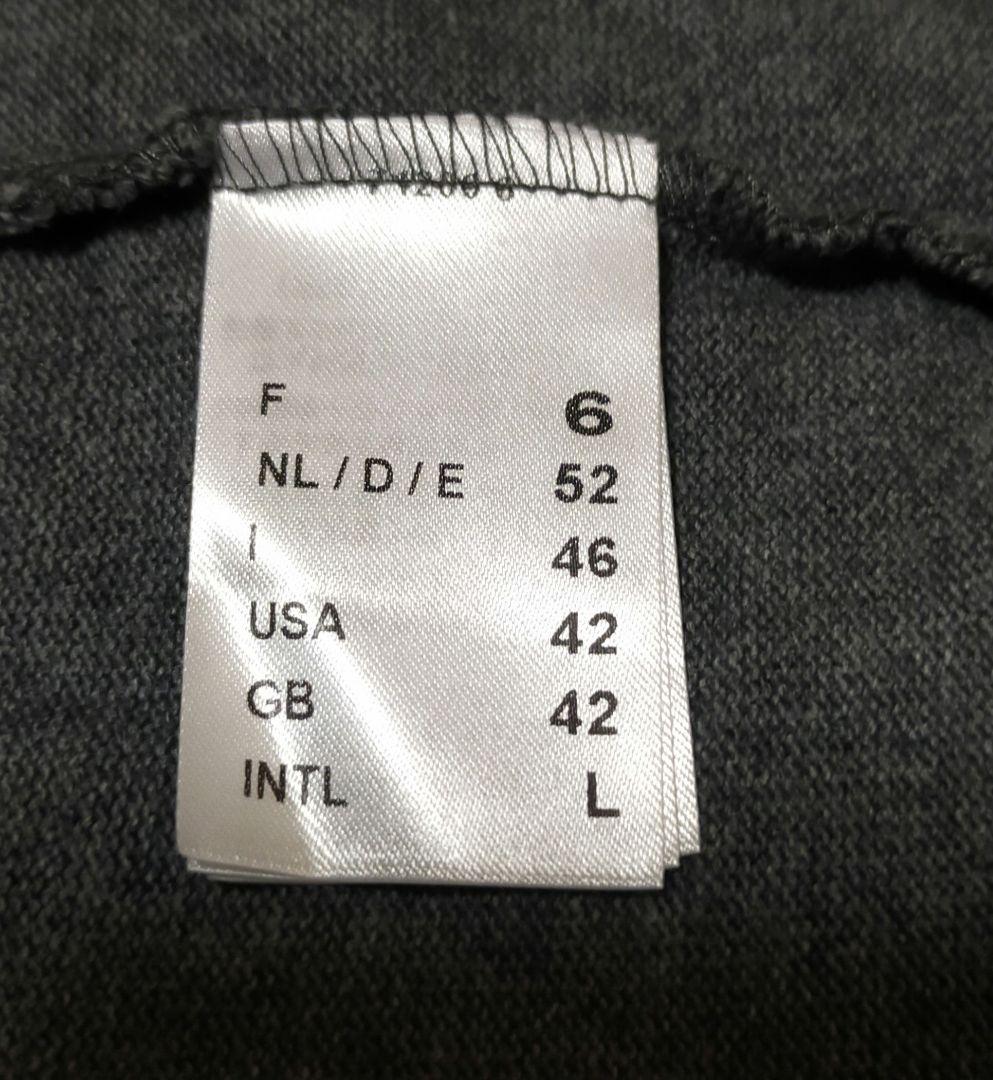 F 6
NL / D / E 52
I 46
USA 42
GB 42
INTL L